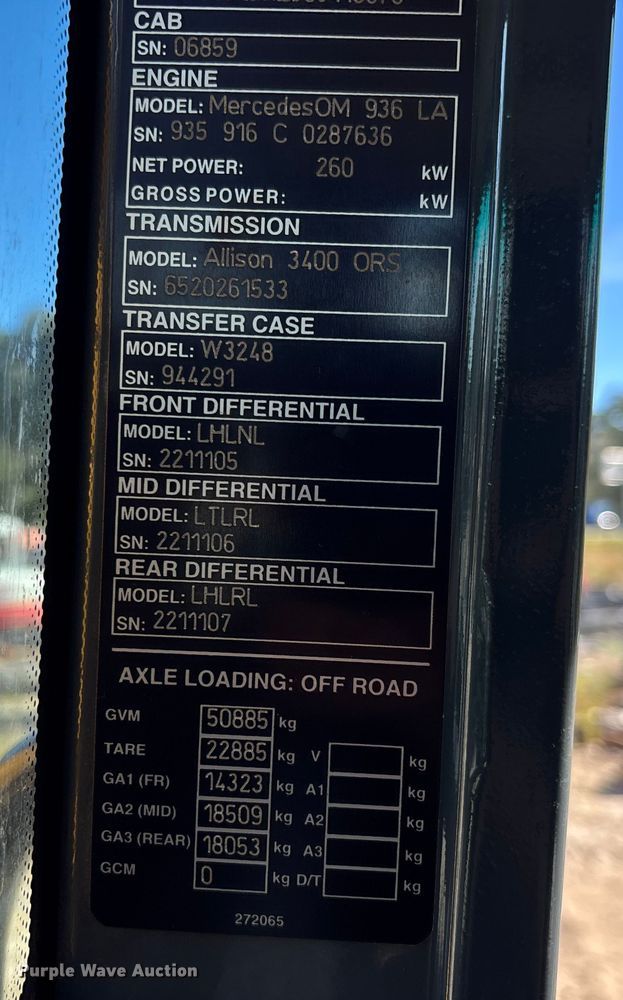 CAB
SN: 06859
ENGINE
MODEL: MercedesOM 936 LA
SN: 935 916 C 0287636
NET POWER: 260 kW
GROSS POWER: kW
TRANSMISSION
MODEL: Allison 3400 ORS
SN: 6520261533
TRANSFER CASE
MODEL: W3248
SN: 944291
FRONT DIFFERENTIAL
MODEL: LHLNL
SN: 2211105
MID DIFFERENTIAL
MODEL: LTLRL
SN: 2211106
REAR DIFFERENTIAL
MODEL: LHLRL
SN: 2211107
AXLE LOADING: OFF ROAD
GVM 50885 kg
TARE 22885 kg V kg
GA1 (FR) 14323 kg A1 kg
GA2 (MID) 18509 kg A2 kg
GA3 (REAR) 18053 kg A3 kg
GCM 0 kg D/T kg
272065
Purple Wave Auction